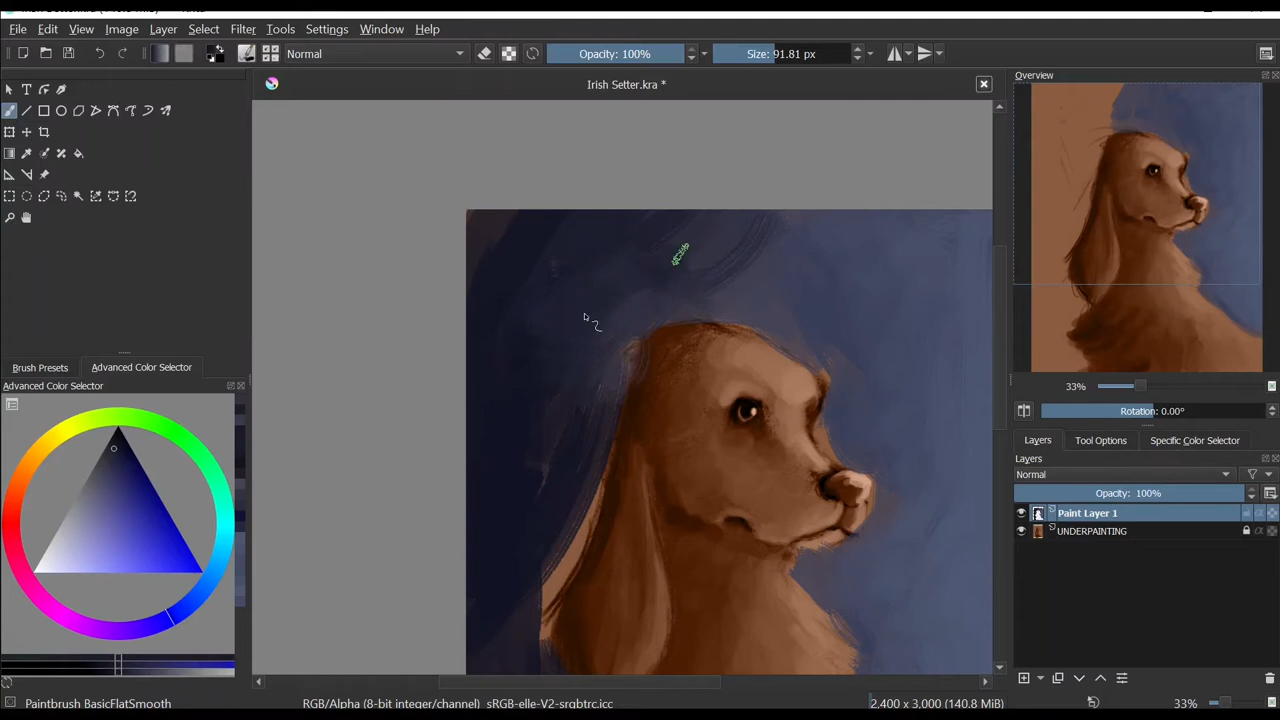 File Edit View Image Layer Select Filter Tools Settings Window Help
Normal
Opacity: 100%
Size: 91.81 px
Irish Setter.kra *
Overview
33%
Rotation: 0.00°
Layers Tool Options Specific Color Selector
Layers
Normal
Opacity: 100%
Paint Layer 1
UNDERPAINTING
Brush Presets Advanced Color Selector
Advanced Color Selector
Paintbrush BasicFlatSmooth
RGB/Alpha (8-bit integer/channel) sRGB-elle-V2-srgbtrc.icc
2,400 x 3,000 (140.8 MiB)
33%